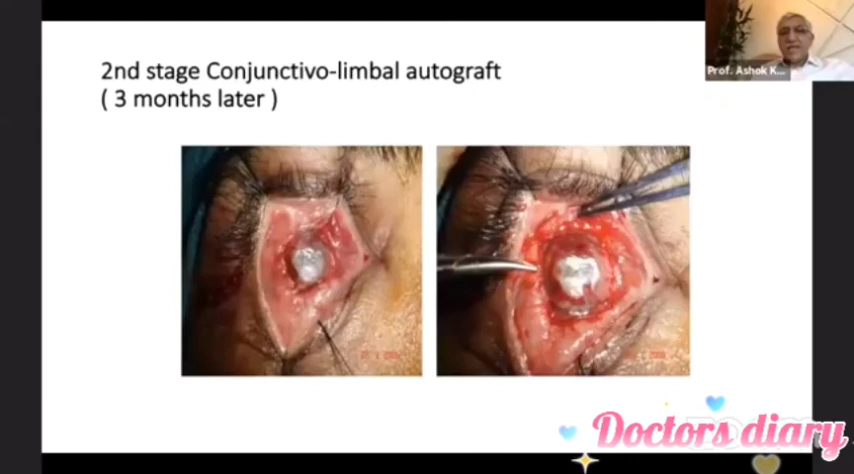 2nd stage Conjunctivo-limbal autograft
( 3 months later )
Prof. Ashok K...
Doctors diary